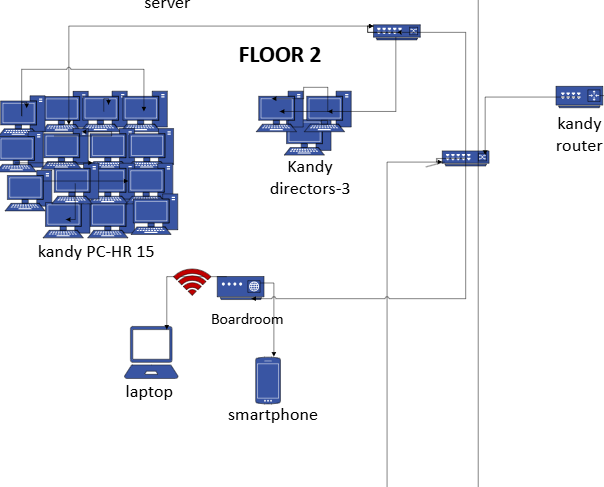 server
FLOOR 2
kandy
router
Kandy
directors-3
kandy PC-HR 15
Boardroom
laptop
smartphone